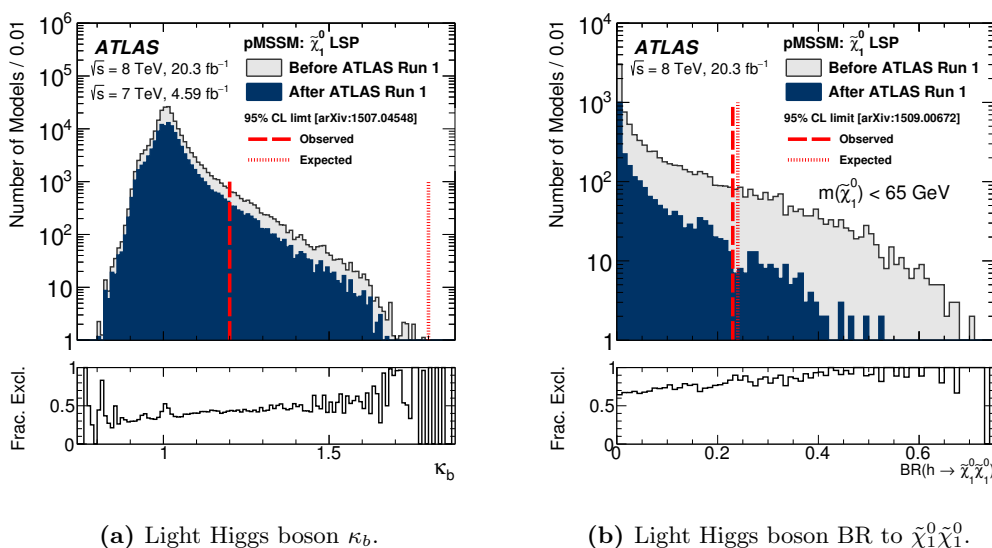 ATLAS
√s = 8 TeV, 20.3 fb⁻¹
√s = 7 TeV, 4.59 fb⁻¹
pMSSM: χ̃₁⁰ LSP
Before ATLAS Run 1
After ATLAS Run 1
95% CL limt [arXiv:1507.04548]
Observed
Expected
Number of Models / 0.01
10⁶
10⁵
10⁴
10³
10²
10
1
Frac. Excl.
1
0.5
0
1 1.5
κ_b
(a) Light Higgs boson κ_b.
ATLAS
√s = 8 TeV, 20.3 fb⁻¹
pMSSM: χ̃₁⁰ LSP
Before ATLAS Run 1
After ATLAS Run 1
95% CL limit [arXiv:1509.00672]
Observed
Expected
m(χ̃₁⁰) < 65 GeV
Number of Models / 0.01
10⁴
10³
10²
10
1
Frac. Excl.
1
0.5
0
0 0.2 0.4 0.6
BR(h → χ̃₁⁰χ̃₁⁰)
(b) Light Higgs boson BR to χ̃₁⁰χ̃₁⁰.